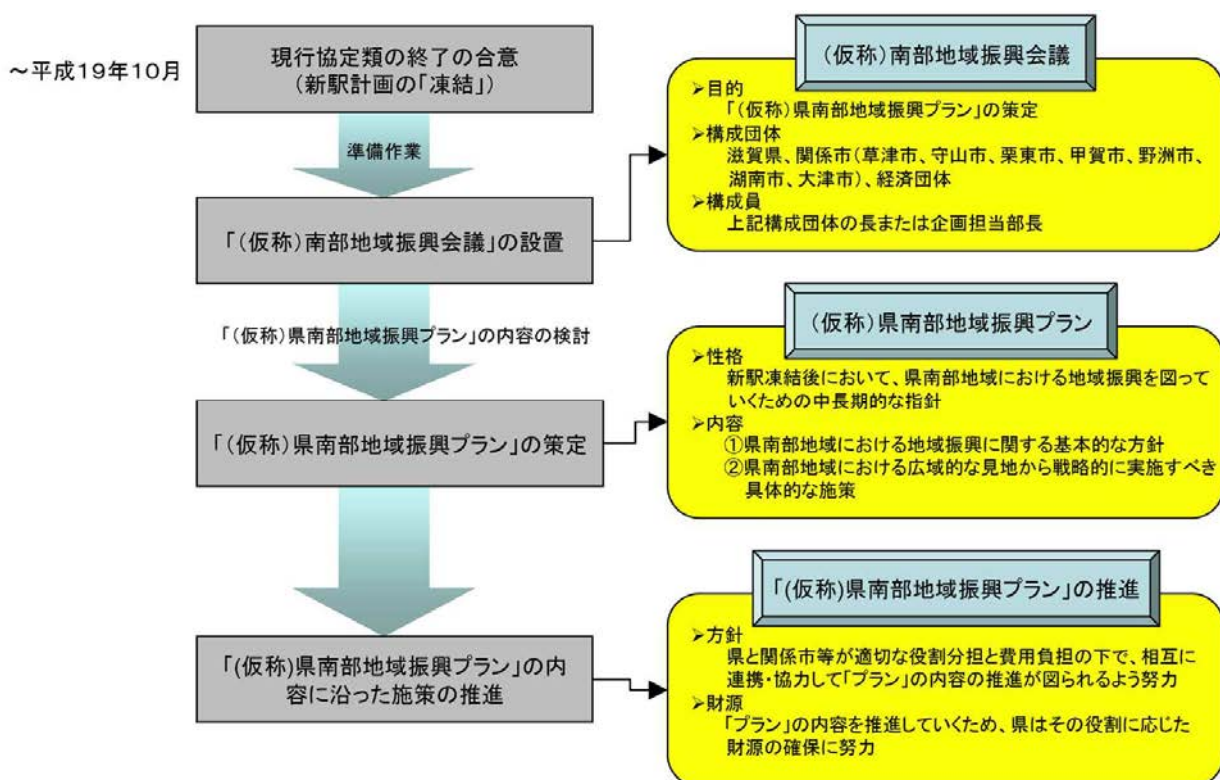 ～平成19年10月
現行協定類の終了の合意
（新駅計画の「凍結」）
準備作業
「（仮称）南部地域振興会議」の設置
「（仮称）県南部地域振興プラン」の内容の検討
「（仮称）県南部地域振興プラン」の策定
「(仮称)県南部地域振興プラン」の内
容に沿った施策の推進
（仮称）南部地域振興会議
➢目的
「（仮称）県南部地域振興プラン」の策定
➢構成団体
滋賀県、関係市（草津市、守山市、栗東市、甲賀市、野洲市、
湖南市、大津市）、経済団体
➢構成員
上記構成団体の長または企画担当部長
（仮称）県南部地域振興プラン
➢性格
新駅凍結後において、県南部地域における地域振興を図って
いくための中長期的な指針
➢内容
①県南部地域における地域振興に関する基本的な方針
②県南部地域における広域的な見地から戦略的に実施すべき
具体的な施策
「(仮称)県南部地域振興プラン」の推進
➢方針
県と関係市等が適切な役割分担と費用負担の下で、相互に
連携・協力して「プラン」の内容の推進が図られるよう努力
➢財源
「プラン」の内容を推進していくため、県はその役割に応じた
財源の確保に努力